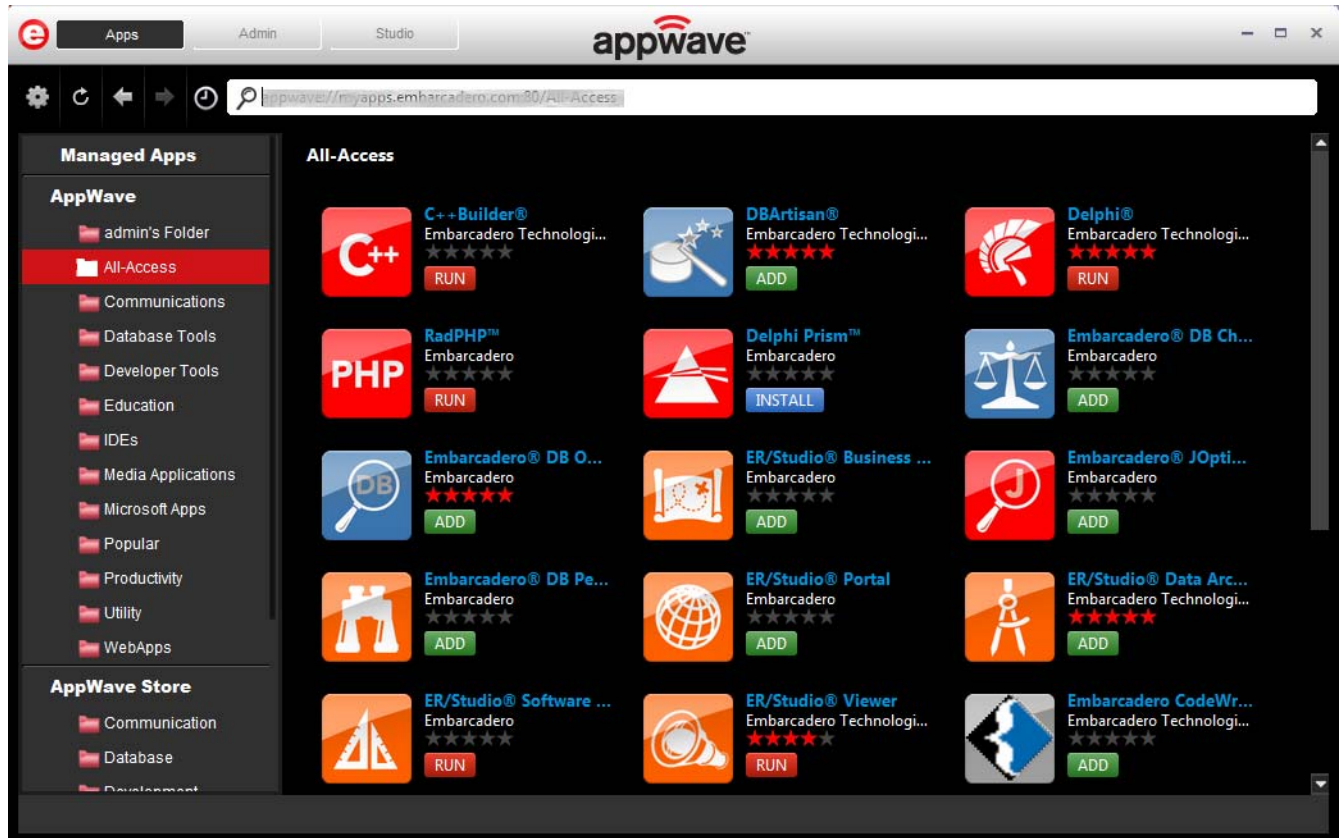 e
Apps
Admin
Studio
appwave™
appwave://myapps.embarcadero.com:80/All-Access
Managed Apps
AppWave
admin's Folder
All-Access
Communications
Database Tools
Developer Tools
Education
IDEs
Media Applications
Microsoft Apps
Popular
Productivity
Utility
WebApps
AppWave Store
Communication
Database
Development
All-Access
C++
C++Builder®
Embarcadero Technologi...
RUN
DBArtisan®
Embarcadero Technologi...
ADD
Delphi®
Embarcadero Technologi...
RUN
PHP
RadPHP™
Embarcadero
RUN
Delphi Prism™
Embarcadero
INSTALL
Embarcadero® DB Ch...
Embarcadero
ADD
DB
Embarcadero® DB O...
Embarcadero
ADD
ER/Studio® Business ...
Embarcadero
ADD
J
Embarcadero® JOpti...
Embarcadero
ADD
Embarcadero® DB Pe...
Embarcadero
ADD
ER/Studio® Portal
Embarcadero
ADD
ER/Studio® Data Arc...
Embarcadero Technologi...
ADD
ER/Studio® Software ...
Embarcadero
RUN
ER/Studio® Viewer
Embarcadero Technologi...
RUN
Embarcadero CodeWr...
Embarcadero Technologi...
ADD